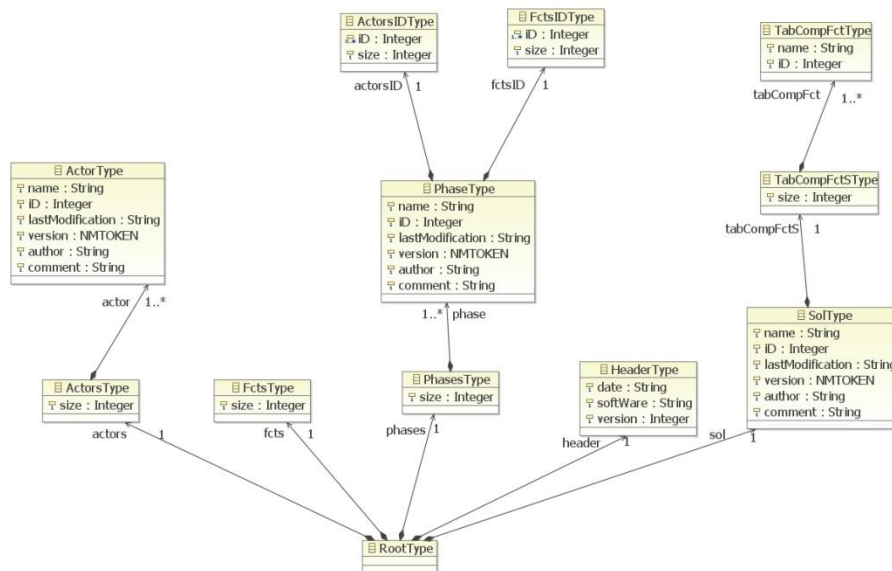 ActorsIDType
iD : Integer
size : Integer
FctsIDType
iD : Integer
size : Integer
TabCompFctType
name : String
iD : Integer
actorsID 1
fctsID 1
tabCompFct
1..*
ActorType
name : String
iD : Integer
lastModification : String
version : NMTOKEN
author : String
comment : String
PhaseType
name : String
iD : Integer
lastModification : String
version : NMTOKEN
author : String
comment : String
TabCompFctSType
size : Integer
tabCompFctS 1
actor
1..*
1..* phase
SolType
name : String
iD : Integer
lastModification : String
version : NMTOKEN
author : String
comment : String
ActorsType
size : Integer
FctsType
size : Integer
PhasesType
size : Integer
HeaderType
date : String
softWare : String
version : Integer
actors 1
fcts 1
phases 1
header 1
sol 1
RootType